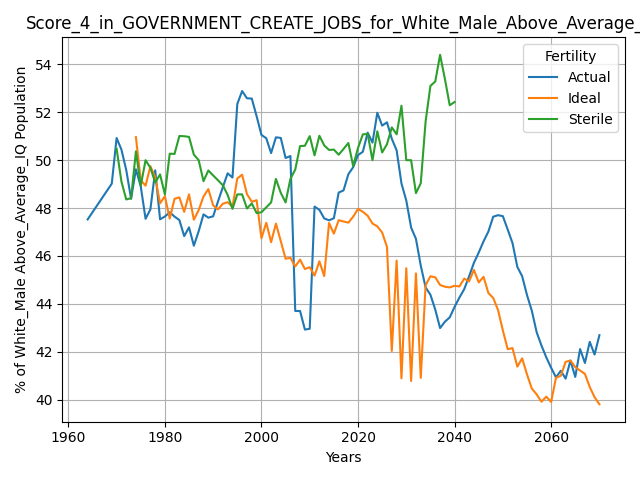 Score_4_in_GOVERNMENT_CREATE_JOBS_for_White_Male_Above_Average_
% of White_Male Above_Average_IQ Population
54
52
50
48
46
44
42
40
Fertility
Actual
Ideal
Sterile
1960 1980 2000 2020 2040 2060
Years